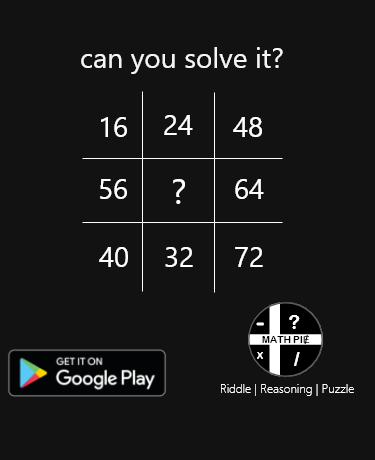 can you solve it?
16 24 48
56 ? 64
40 32 72
- ?
MATH PIE
x /
GET IT ON
Google Play
Riddle | Reasoning | Puzzle